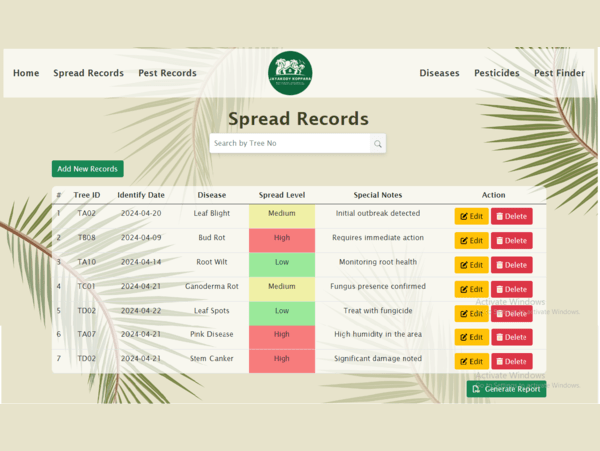 Home Spread Records Pest Records Diseases Pesticides Pest Finder
Spread Records
Search by Tree No
Add New Records
# Tree ID Identify Date Disease Spread Level Special Notes Action
1 TA02 2024-04-20 Leaf Blight Medium Initial outbreak detected Edit Delete
2 TB08 2024-04-09 Bud Rot High Requires immediate action Edit Delete
3 TA10 2024-04-14 Root Wilt Low Monitoring root health Edit Delete
4 TC01 2024-04-21 Ganoderma Rot Medium Fungus presence confirmed Edit Delete
Activate Windows
5 TD02 2024-04-22 Leaf Spots Low Treat with fungicide Edit Delete
Activate Windows.
6 TA07 2024-04-21 Pink Disease High High humidity in the area Edit Delete
7 TD02 2024-04-21 Stem Canker High Significant damage noted Edit Delete
Activate Windows
Activate Windows.
Generate Report